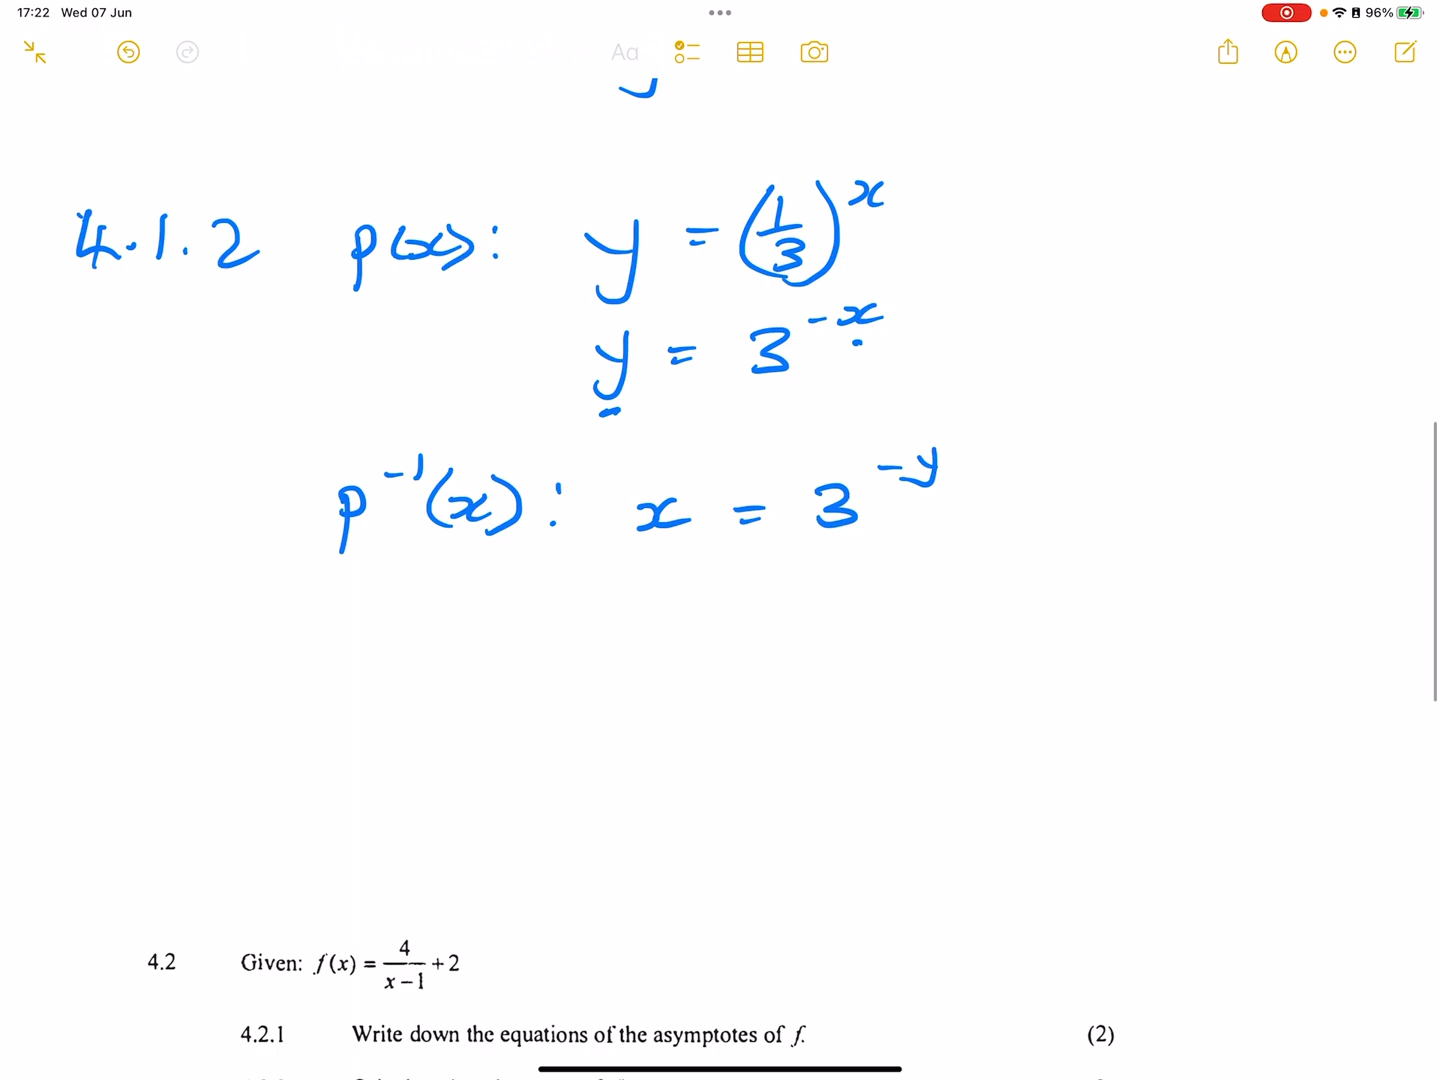 17:22 Wed 07 Jun
96%
Aa
y
4.1.2 p(x): y = (1/3)^x
y = 3^-x
p^-1(x): x = 3^-y
4.2 Given: f(x) = 4/(x−1) + 2
4.2.1 Write down the equations of the asymptotes of f. (2)